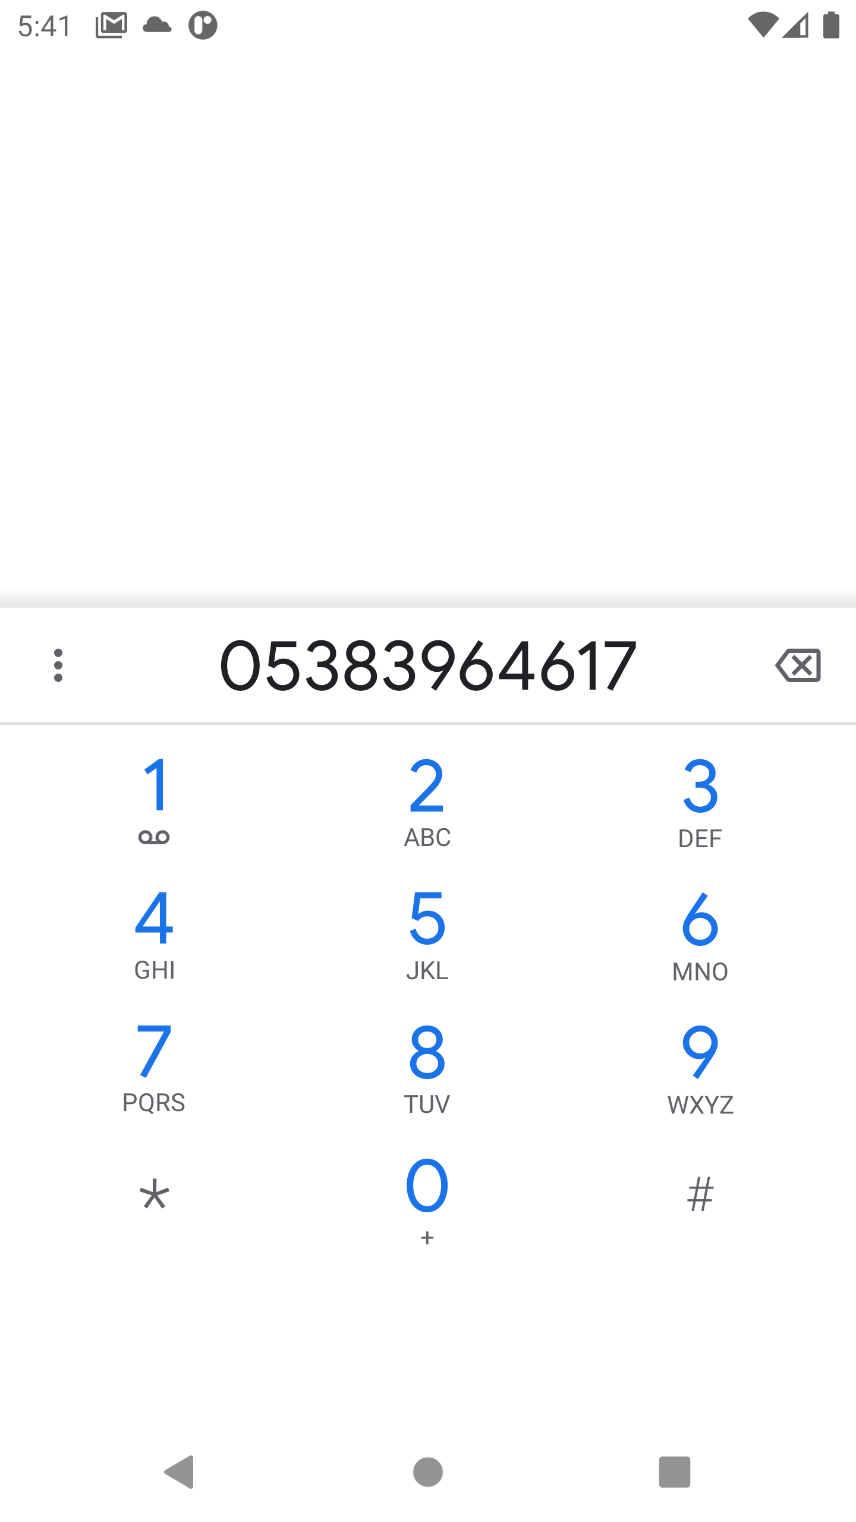 5:41
05383964617
1 2 3
ABC DEF
4 5 6
GHI JKL MNO
7 8 9
PQRS TUV WXYZ
* 0 #
+